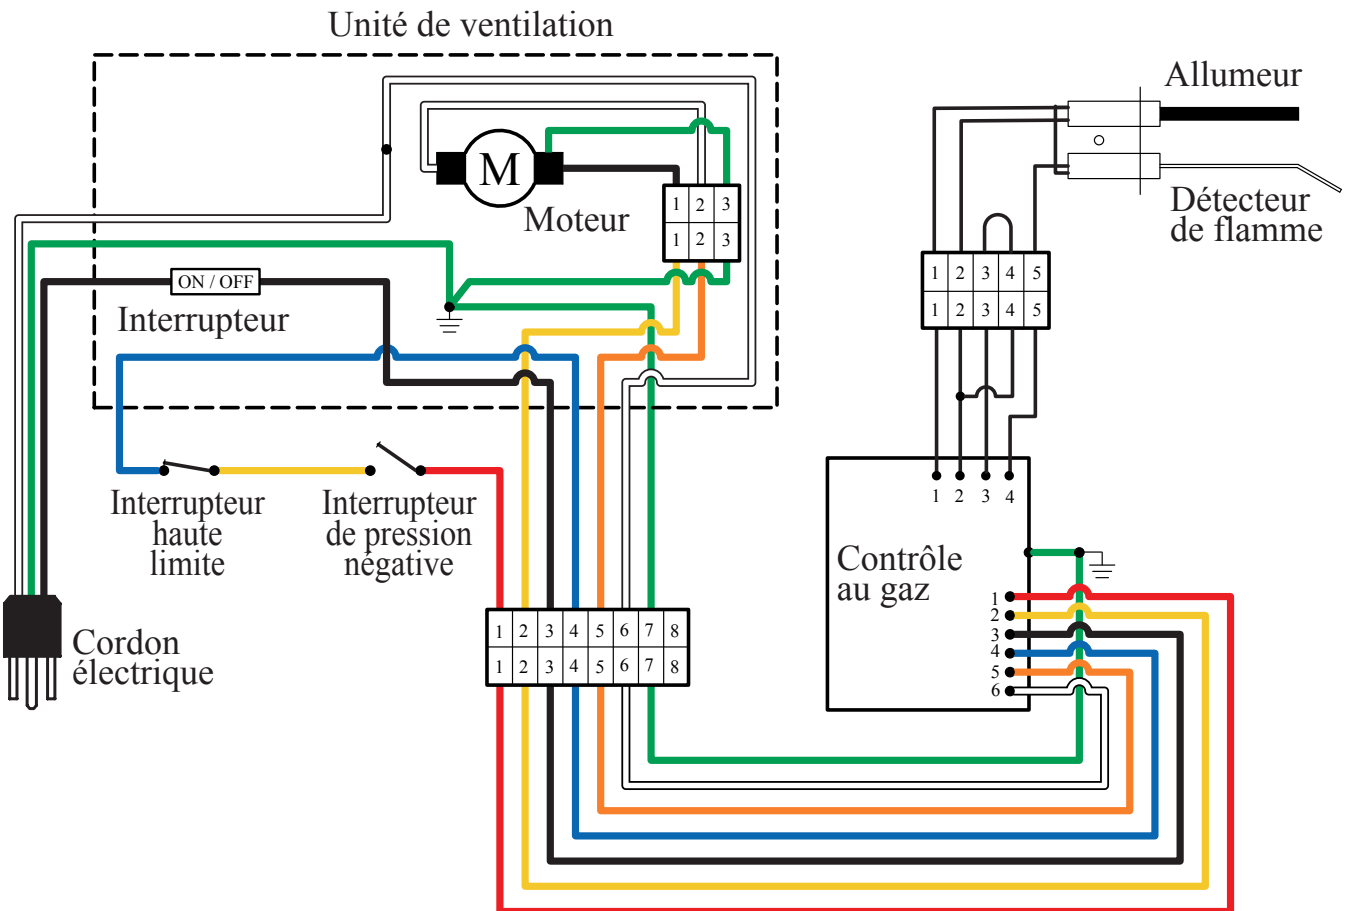 Unité de ventilation
Allumeur
M
Moteur
1 2 3
1 2 3
Détecteur
de flamme
ON / OFF
Interrupteur
1 2 3 4 5
1 2 3 4 5
Interrupteur
haute
limite
Interrupteur
de pression
négative
1 2 3 4
Contrôle
au gaz
1
2
3
4
5
6
Cordon
électrique
1 2 3 4 5 6 7 8
1 2 3 4 5 6 7 8